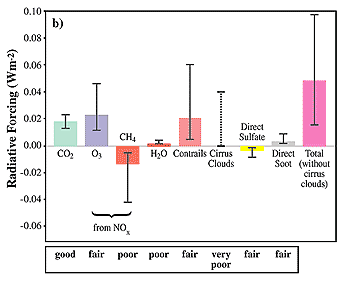 b)
Radiative Forcing (Wm-2)
0.10
0.08
0.06
0.04
0.02
0.0
-0.02
-0.04
-0.06
CO2
O3
CH4
H2O
Contrails
Cirrus
Clouds
Direct
Sulfate
Direct
Soot
Total
(without
cirrus
clouds)
from NOx
good fair poor poor fair very poor fair fair